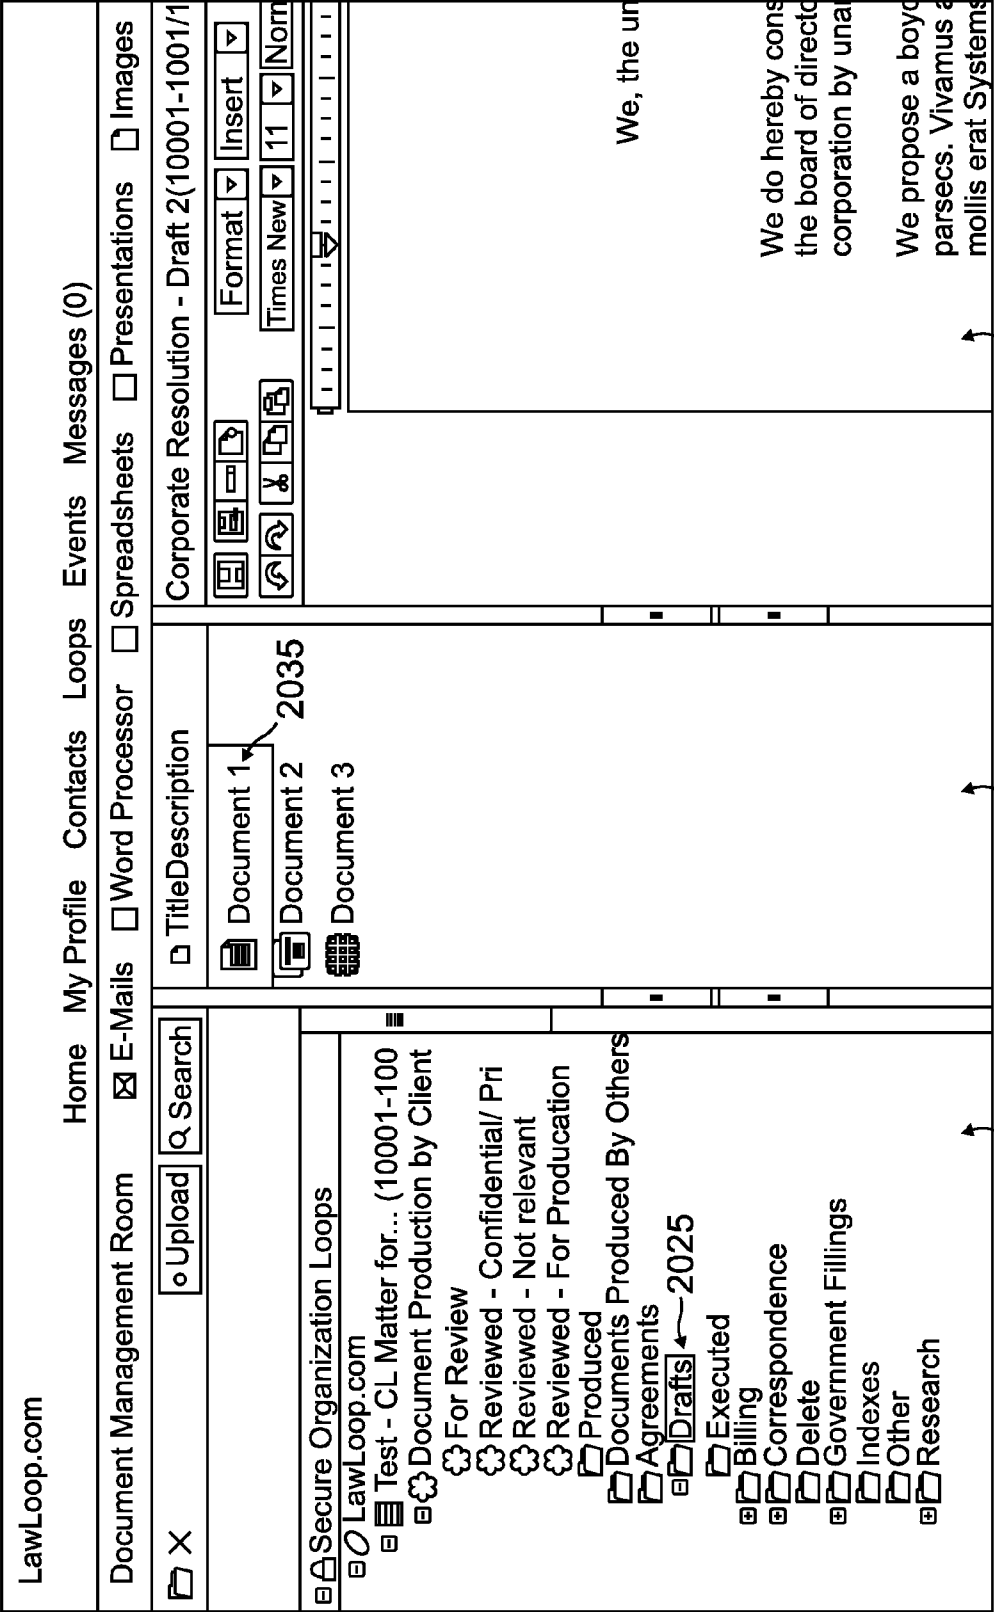 LawLoop.com
Home My Profile Contacts Loops Events Messages (0)
Document Management Room E-Mails Word Processor Spreadsheets Presentations Images
Upload Search
TitleDescription
Corporate Resolution - Draft 2(10001-1001/1
Format Insert
Times New 11 Norn
Secure Organization Loops
LawLoop.com
Test - CL Matter for... (10001-100
Document Production by Client
For Review
Reviewed - Confidential/ Pri
Reviewed - Not relevant
Reviewed - For Producation
Produced
Documents Produced By Others
Agreements
Drafts 2025
Executed
Billing
Correspondence
Delete
Government Fillings
Indexes
Other
Research
Document 1
2035
Document 2
Document 3
We, the un
We do hereby cons
the board of directo
corporation by unar
We propose a boyc
parsecs. Vivamus a
mollis erat Systems